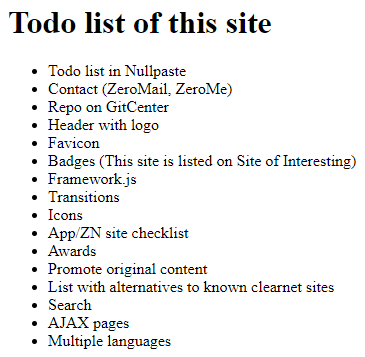 Todo list of this site
Todo list in Nullpaste
Contact (ZeroMail, ZeroMe)
Repo on GitCenter
Header with logo
Favicon
Badges (This site is listed on Site of Interesting)
Framework.js
Transitions
Icons
App/ZN site checklist
Awards
Promote original content
List with alternatives to known clearnet sites
Search
AJAX pages
Multiple languages